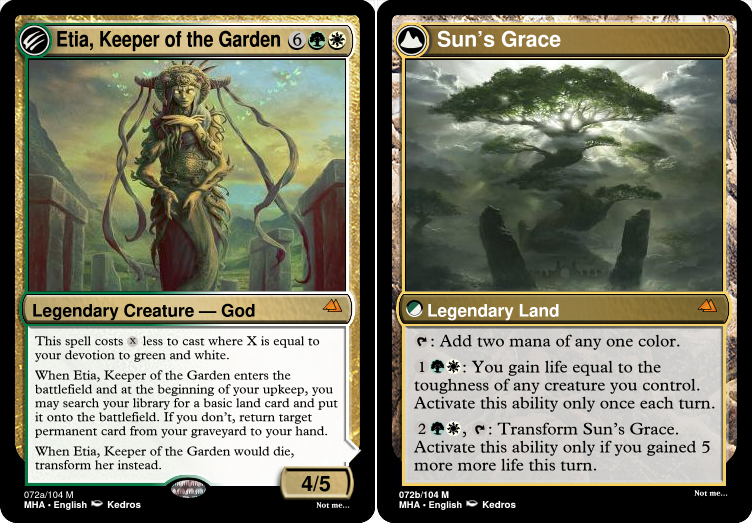 Etia, Keeper of the Garden 6
Legendary Creature — God
This spell costs X less to cast where X is equal to
your devotion to green and white.
When Etia, Keeper of the Garden enters the
battlefield and at the beginning of your upkeep, you
may search your library for a basic land card and put
it onto the battlefield. If you don't, return target
permanent card from your graveyard to your hand.
When Etia, Keeper of the Garden would die,
transform her instead.
4/5
072a/104 M
MHA • English Kedros
Not me...
Sun's Grace
Legendary Land
: Add two mana of any one color.
1 : You gain life equal to the
toughness of any creature you control.
Activate this ability only once each turn.
2 , : Transform Sun's Grace.
Activate this ability only if you gained 5
more more life this turn.
072b/104 M
MHA • English Kedros
Not me...